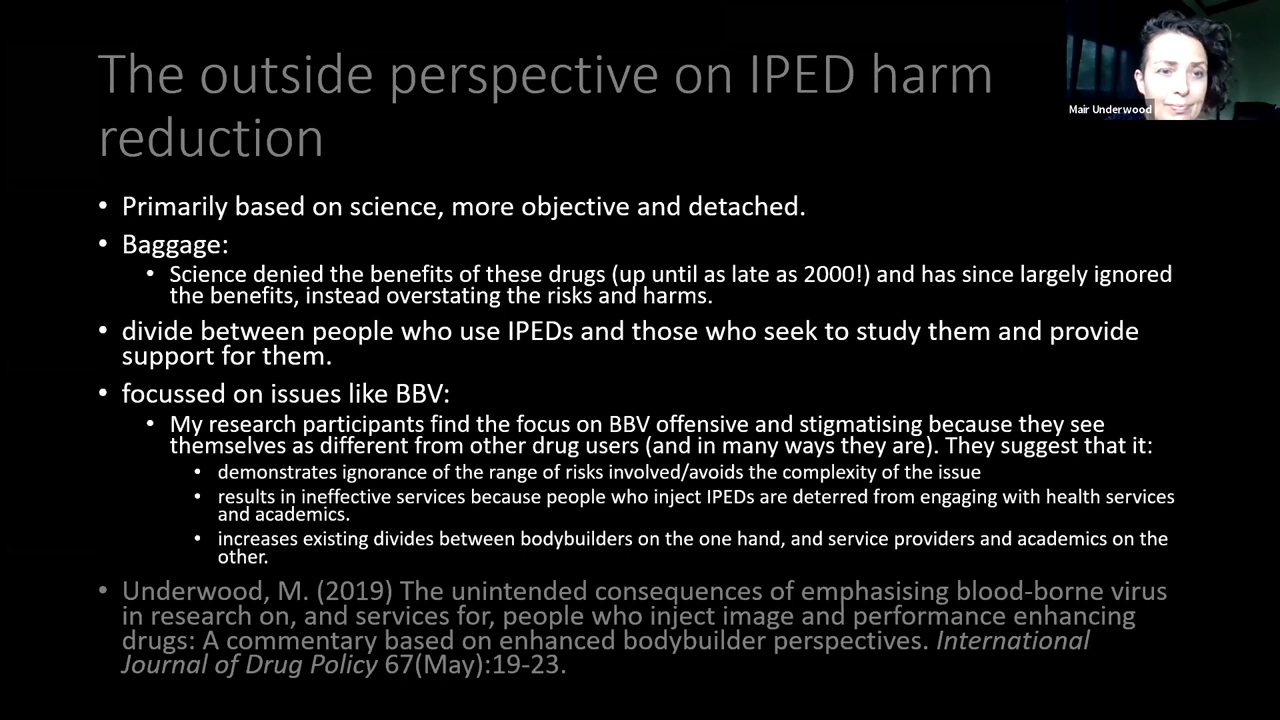 The outside perspective on IPED harm
reduction
Mair Underwood
• Primarily based on science, more objective and detached.
• Baggage:
• Science denied the benefits of these drugs (up until as late as 2000!) and has since largely ignored
the benefits, instead overstating the risks and harms.
• divide between people who use IPEDs and those who seek to study them and provide
support for them.
• focussed on issues like BBV:
• My research participants find the focus on BBV offensive and stigmatising because they see
themselves as different from other drug users (and in many ways they are). They suggest that it:
• demonstrates ignorance of the range of risks involved/avoids the complexity of the issue
• results in ineffective services because people who inject IPEDs are deterred from engaging with health services
and academics.
• increases existing divides between bodybuilders on the one hand, and service providers and academics on the
other.
• Underwood, M. (2019) The unintended consequences of emphasising blood-borne virus
in research on, and services for, people who inject image and performance enhancing
drugs: A commentary based on enhanced bodybuilder perspectives. International
Journal of Drug Policy 67(May):19-23.